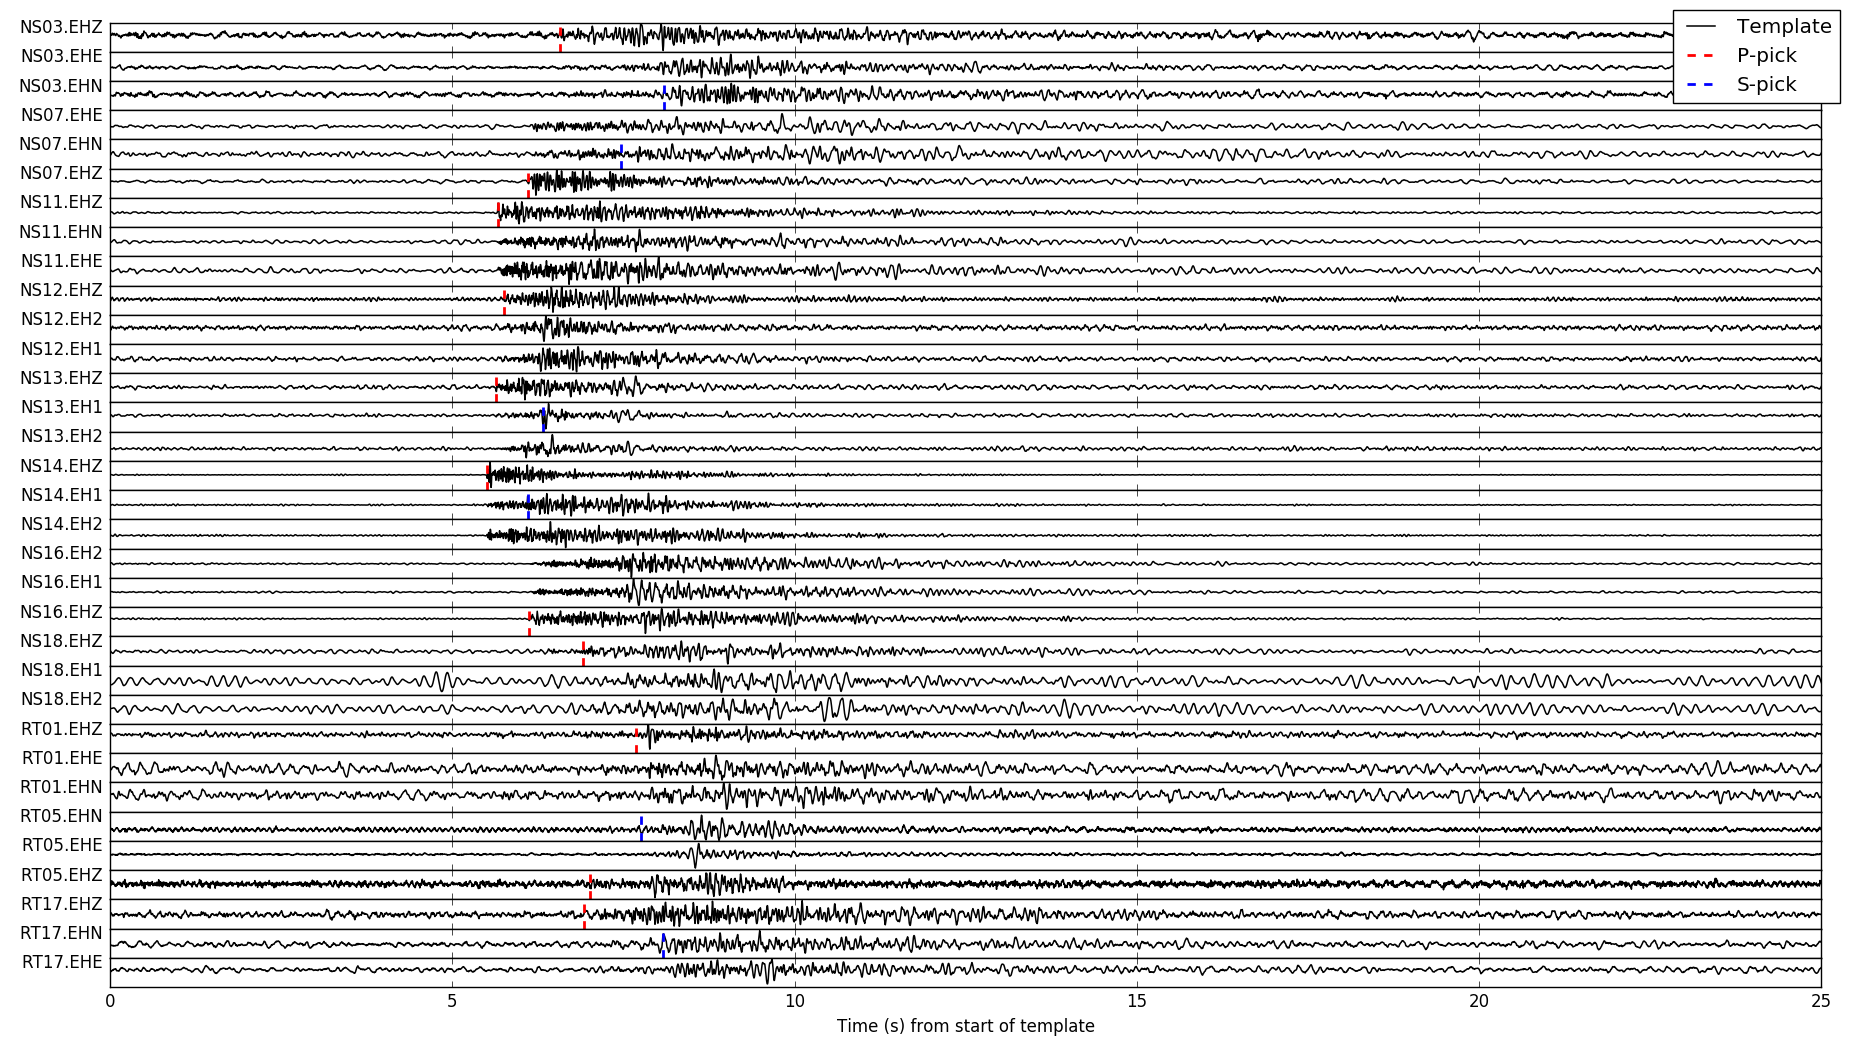 NS03.EHZ
NS03.EHE
NS03.EHN
NS07.EHE
NS07.EHN
NS07.EHZ
NS11.EHZ
NS11.EHN
NS11.EHE
NS12.EHZ
NS12.EH2
NS12.EH1
NS13.EHZ
NS13.EH1
NS13.EH2
NS14.EHZ
NS14.EH1
NS14.EH2
NS16.EH2
NS16.EH1
NS16.EHZ
NS18.EHZ
NS18.EH1
NS18.EH2
RT01.EHZ
RT01.EHE
RT01.EHN
RT05.EHN
RT05.EHE
RT05.EHZ
RT17.EHZ
RT17.EHN
RT17.EHE
Template
P-pick
S-pick
0 5 10 15 20 25
Time (s) from start of template